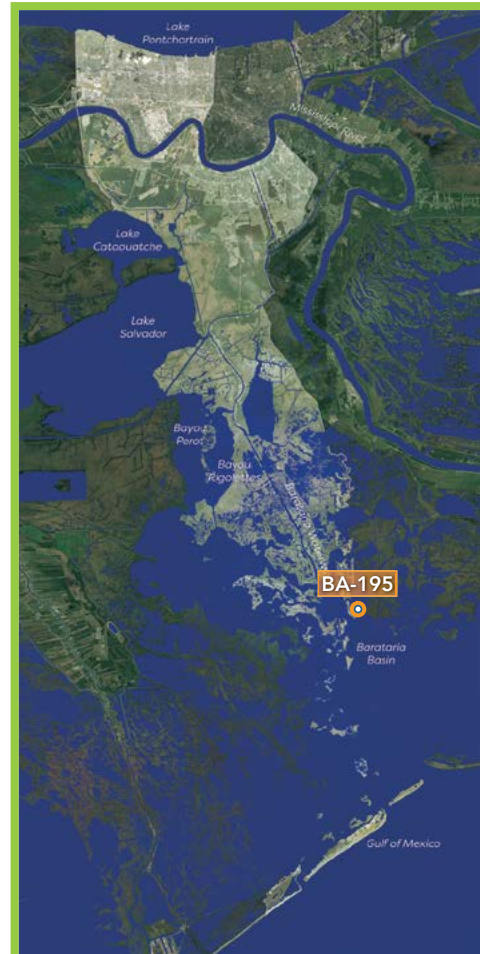 Lake
Pontchartrain
Mississippi River
Lake
Cataouatche
Lake
Salvador
Bayou
Perot
Bayou
Rigolettes
Barataria
BA-195
Barataria
Basin
Gulf of Mexico